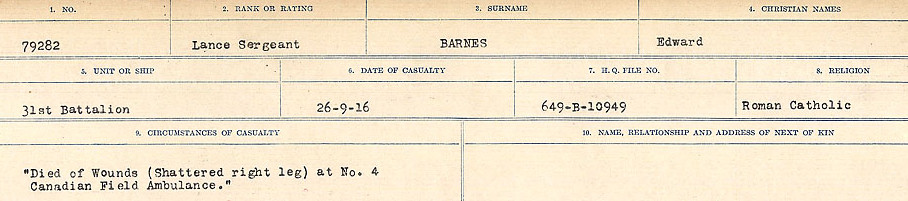 1. NO. 2. RANK OR RATING 3. SURNAME 4. CHRISTIAN NAMES
79282 Lance Sergeant BARNES Edward
5. UNIT OR SHIP 6. DATE OF CASUALTY 7. H.Q. FILE NO. 8. RELIGION
31st Battalion 26-9-16 649-B-10949 Roman Catholic
9. CIRCUMSTANCES OF CASUALTY 10. NAME, RELATIONSHIP AND ADDRESS OF NEXT OF KIN
"Died of Wounds (Shattered right leg) at No. 4
Canadian Field Ambulance."